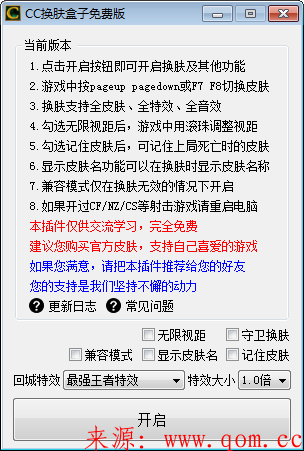 CC换肤盒子免费版
当前版本
1.点击开启按钮即可开启换肤及其他功能
2.游戏中按pageup pagedown或F7 F8切换皮肤
3.换肤支持全皮肤、全特效、全音效
4.勾选无限视距后，游戏中用滚珠调整视距
5.勾选记住皮肤后，可记住上局死亡时的皮肤
6.显示皮肤名功能可以在换肤时显示皮肤名称
7.兼容模式仅在换肤无效的情况下开启
8.如果开过CF/NZ/CS等射击游戏请重启电脑
本插件仅供交流学习，完全免费
建议您购买官方皮肤，支持自己喜爱的游戏
如果您满意，请把本插件推荐给您的好友
您的支持是我们坚持不懈的动力
更新日志 常见问题
无限视距 守卫换肤
兼容模式 显示皮肤名 记住皮肤
回城特效 最强王者特效 特效大小 1.0倍
开启
来源：www.qom.cc